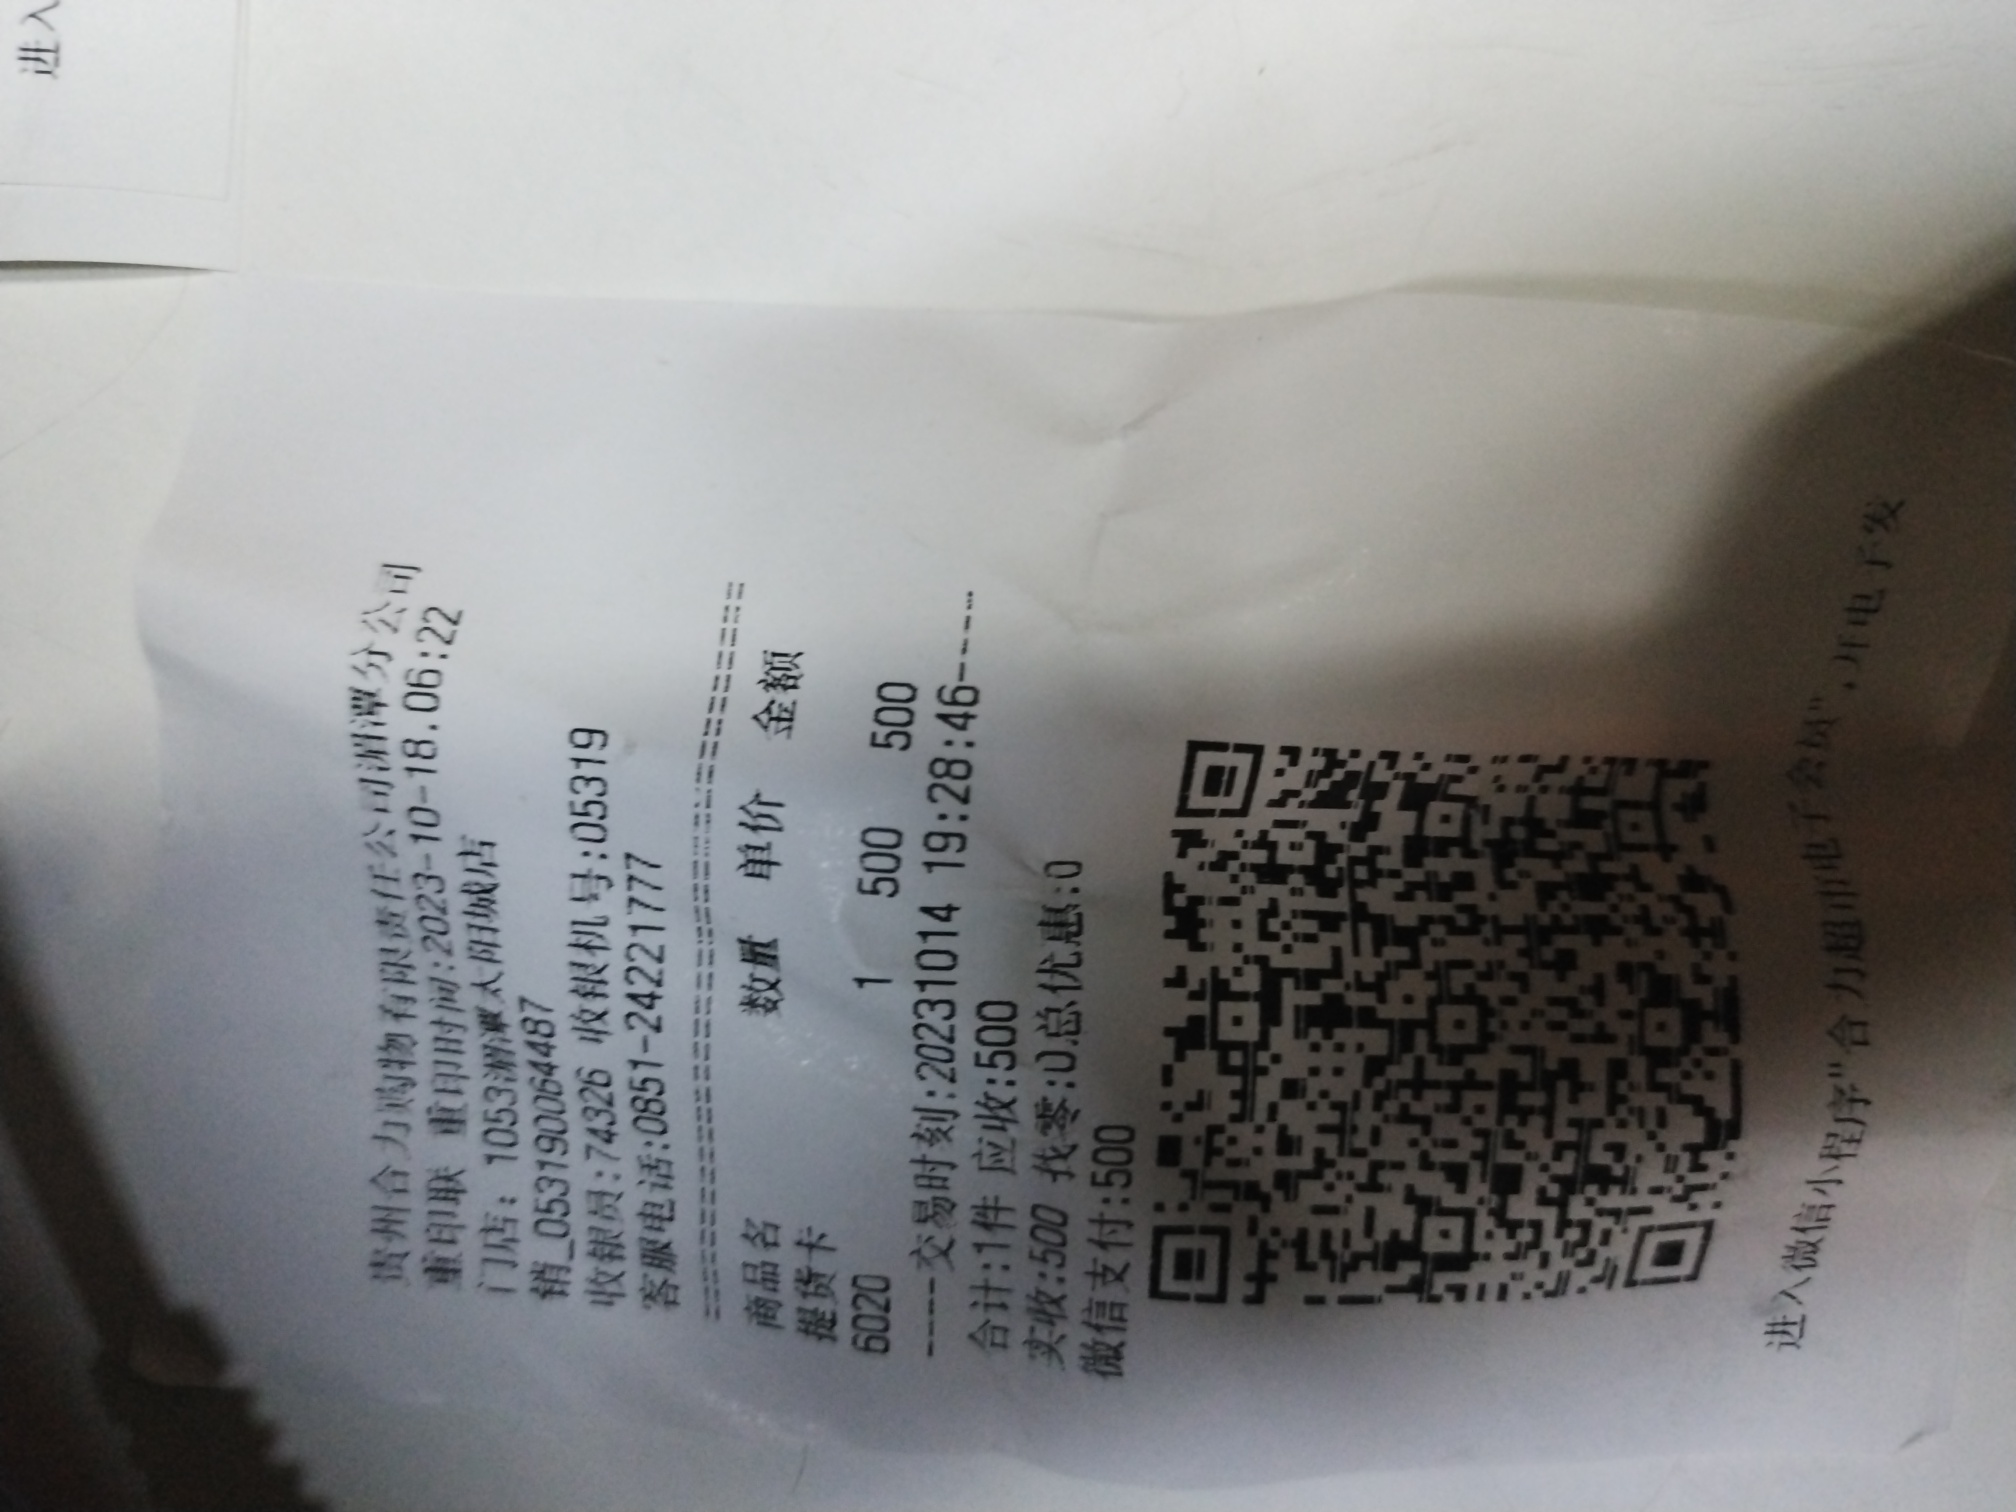 贵州合力购物有限责任公司湄潭分公司
重印联 重印时间:2023-10-18.06:22
门店: 1053湄潭太阳城店
销_053190064487
收银员:74326 收银机号:05319
客服电话:0851-24221777
商品名 数量 单价 金额
提货卡
6020 1 500 500
-----交易时刻:20231014 19:28:46-----
合计:1件 应收:500
实收:500 找零:0总优惠:0
微信支付:500
进入微信小程序"合力超市电子会员",开电子发
进入